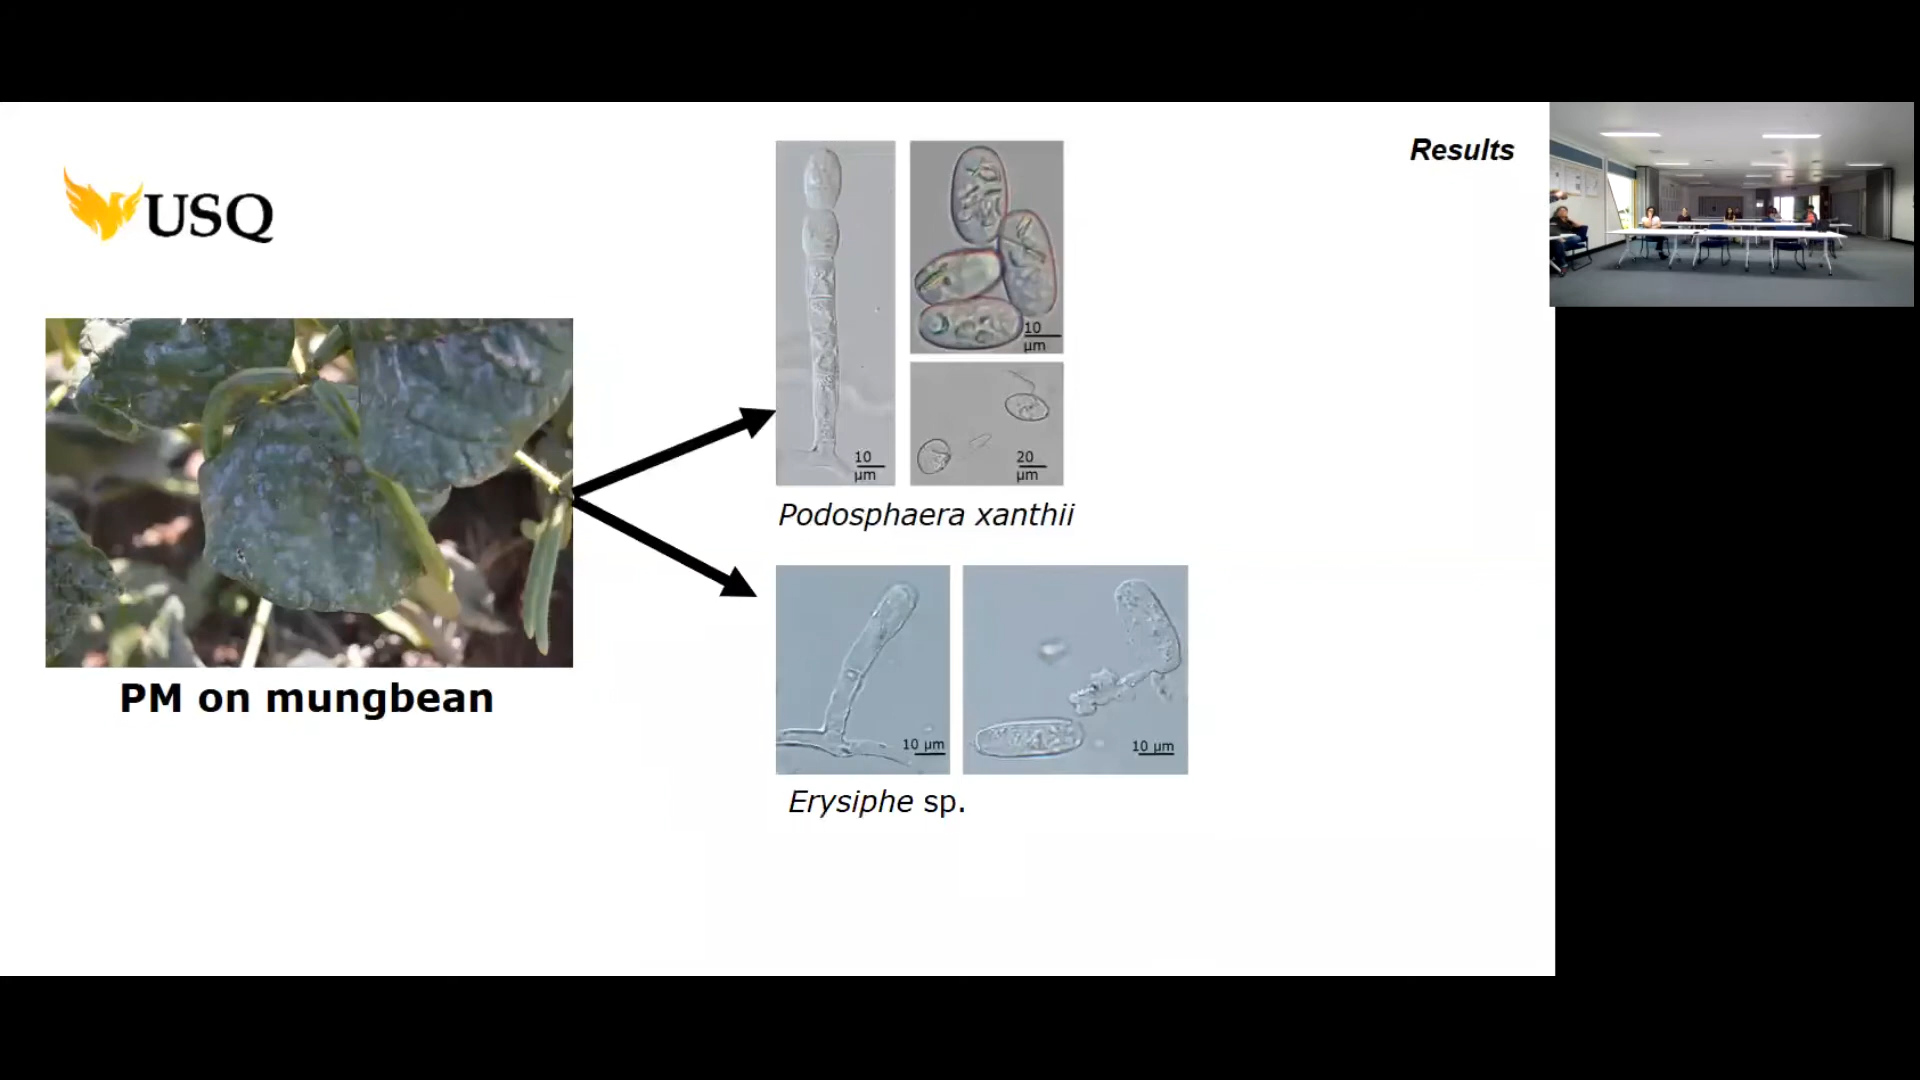 Results
USQ
10
µm
10
µm
20
µm
Podosphaera xanthii
PM on mungbean
10 µm
10 µm
Erysiphe sp.